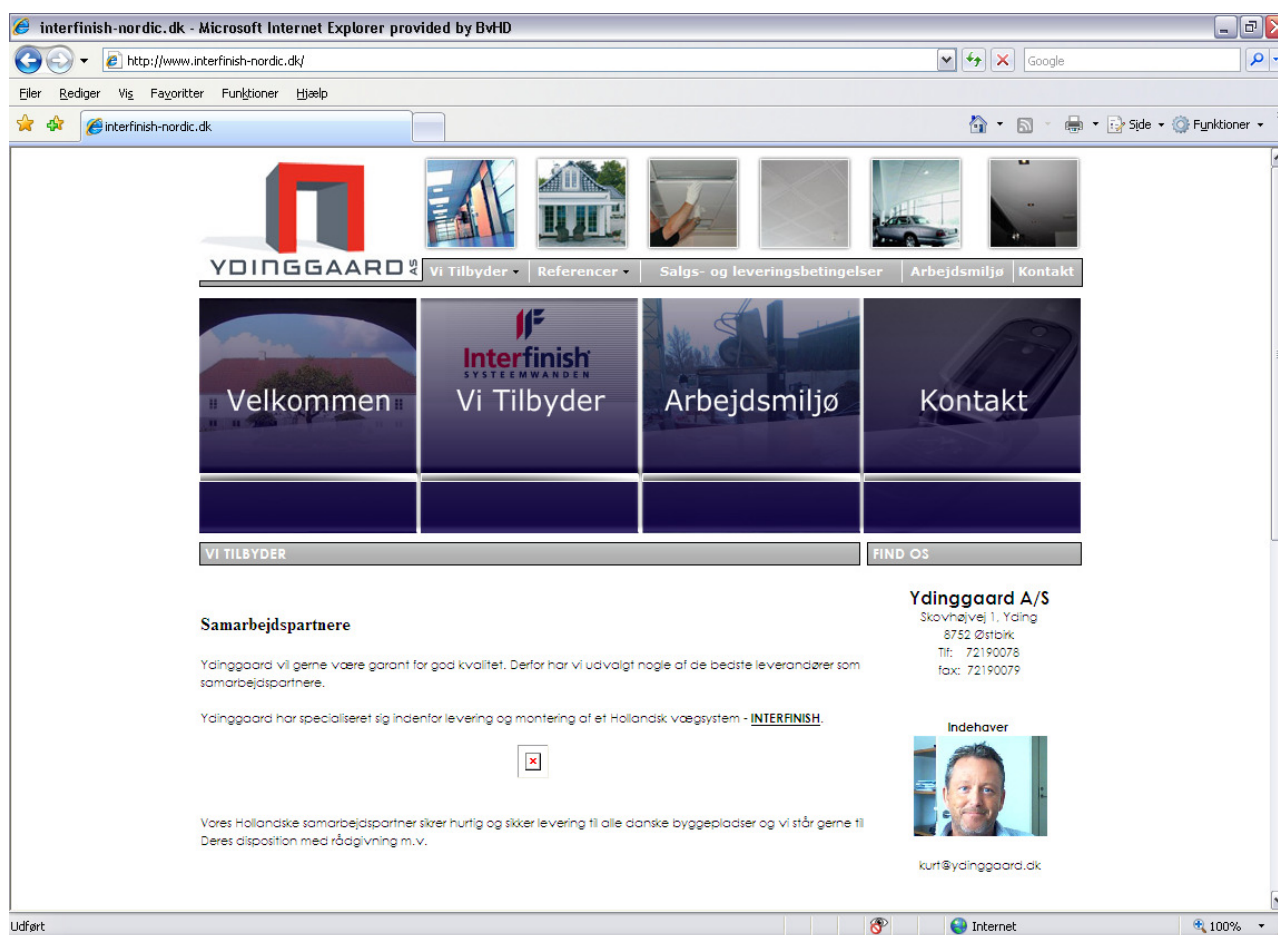 interfinish-nordic.dk - Microsoft Internet Explorer provided by BvHD
http://www.interfinish-nordic.dk/
Google
Filer Rediger Vis Favoritter Funktioner Hjælp
interfinish-nordic.dk
Side Funktioner
YDINGGAARD AS
Vi Tilbyder Referencer Salgs- og leveringsbetingelser Arbejdsmiljø Kontakt
Interfinish
SYSTEEMWANDEN
Velkommen Vi Tilbyder Arbejdsmiljø Kontakt
VI TILBYDER
FIND OS
Samarbejdspartnere
Ydinggaard vil gerne være garant for god kvalitet. Derfor har vi udvalgt nogle af de bedste leverandører som
samarbejdspartnere.
Ydinggaard har specialiseret sig indenfor levering og montering af et Hollandsk vægsystem - INTERFINISH.
Vores Hollandske samarbejdspartner sikrer hurtig og sikker levering til alle danske byggepladser og vi står gerne til
Deres disposition med rådgivning m.v.
Ydinggaard A/S
Skovhøjvej 1, Yding
8752 Østbirk
Tlf: 72190078
fax: 72190079
Indehaver
kurt@ydinggaard.dk
Udført
Internet
100%